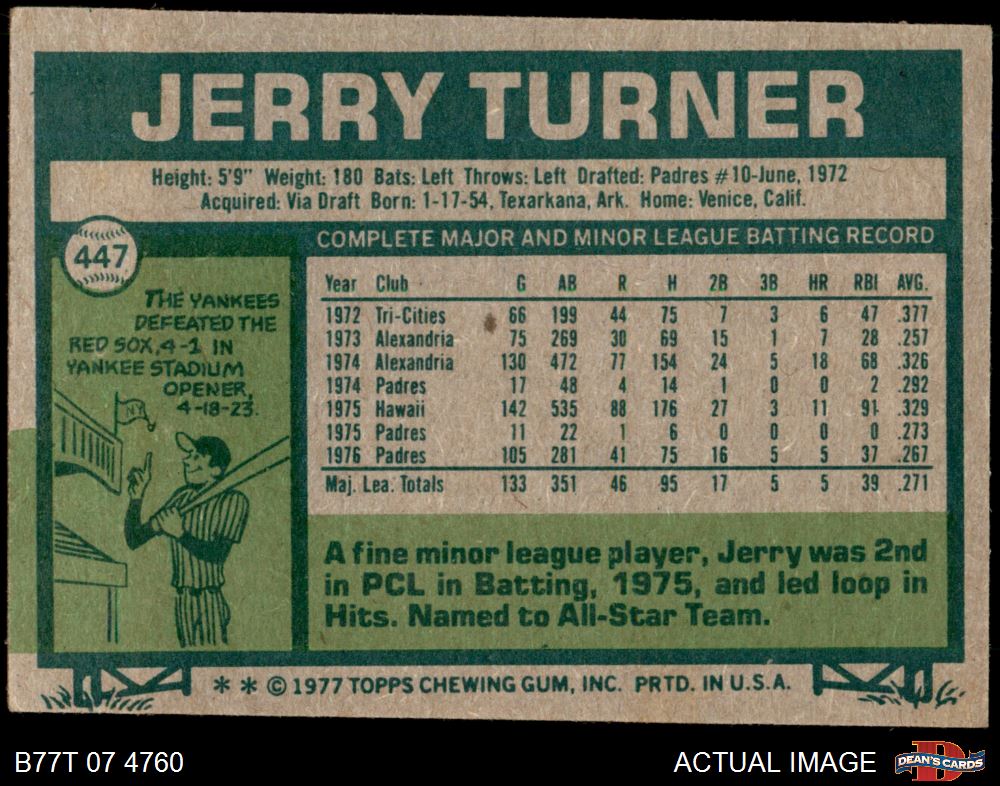 JERRY TURNER
Height: 5'9" Weight: 180 Bats: Left Throws: Left Drafted: Padres #10-June, 1972
Acquired: Via Draft Born: 1-17-54, Texarkana, Ark. Home: Venice, Calif.
447
THE YANKEES
DEFEATED THE
RED SOX, 4-1 IN
YANKEE STADIUM
OPENER,
4-18-23.
NY
COMPLETE MAJOR AND MINOR LEAGUE BATTING RECORD
Year Club G AB R H 2B 3B HR RBI AVG.
1972 Tri-Cities 66 199 44 75 7 3 6 47 .377
1973 Alexandria 75 269 30 69 15 1 7 28 .257
1974 Alexandria 130 472 77 154 24 5 18 68 .326
1974 Padres 17 48 4 14 1 0 0 2 .292
1975 Hawaii 142 535 88 176 27 3 11 91 .329
1975 Padres 11 22 1 6 0 0 0 0 .273
1976 Padres 105 281 41 75 16 5 5 37 .267
Maj. Lea. Totals 133 351 46 95 17 5 5 39 .271
A fine minor league player, Jerry was 2nd
in PCL in Batting, 1975, and led loop in
Hits. Named to All-Star Team.
* * © 1977 TOPPS CHEWING GUM, INC. PRTD. IN U.S.A.
B77T 07 4760
ACTUAL IMAGE
D
DEAN'S CARDS